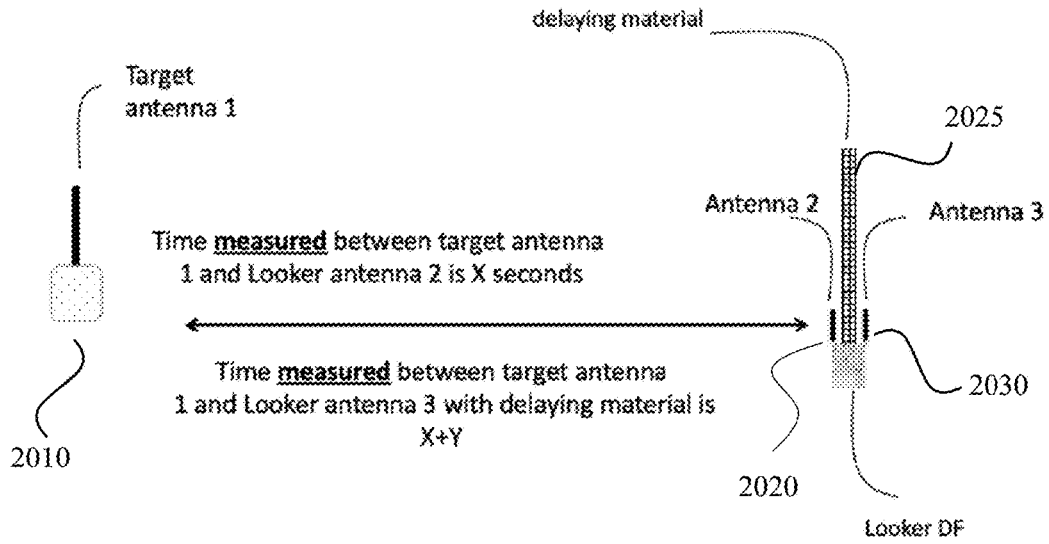 delaying material
Target
antenna 1
2025
Antenna 2
Antenna 3
Time measured between target antenna
1 and Looker antenna 2 is X seconds
Time measured between target antenna
1 and Looker antenna 3 with delaying material is
X+Y
2030
2010
2020
Looker DF